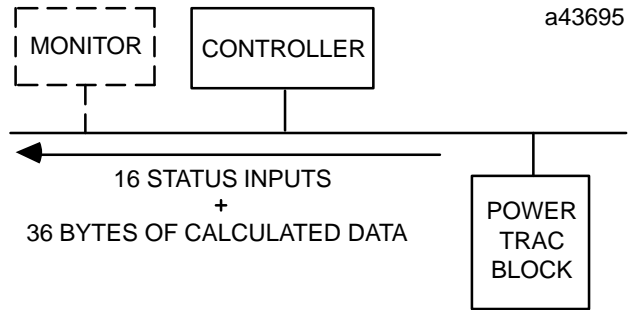 a43695
MONITOR
CONTROLLER
16 STATUS INPUTS
+
36 BYTES OF CALCULATED DATA
POWER
TRAC
BLOCK